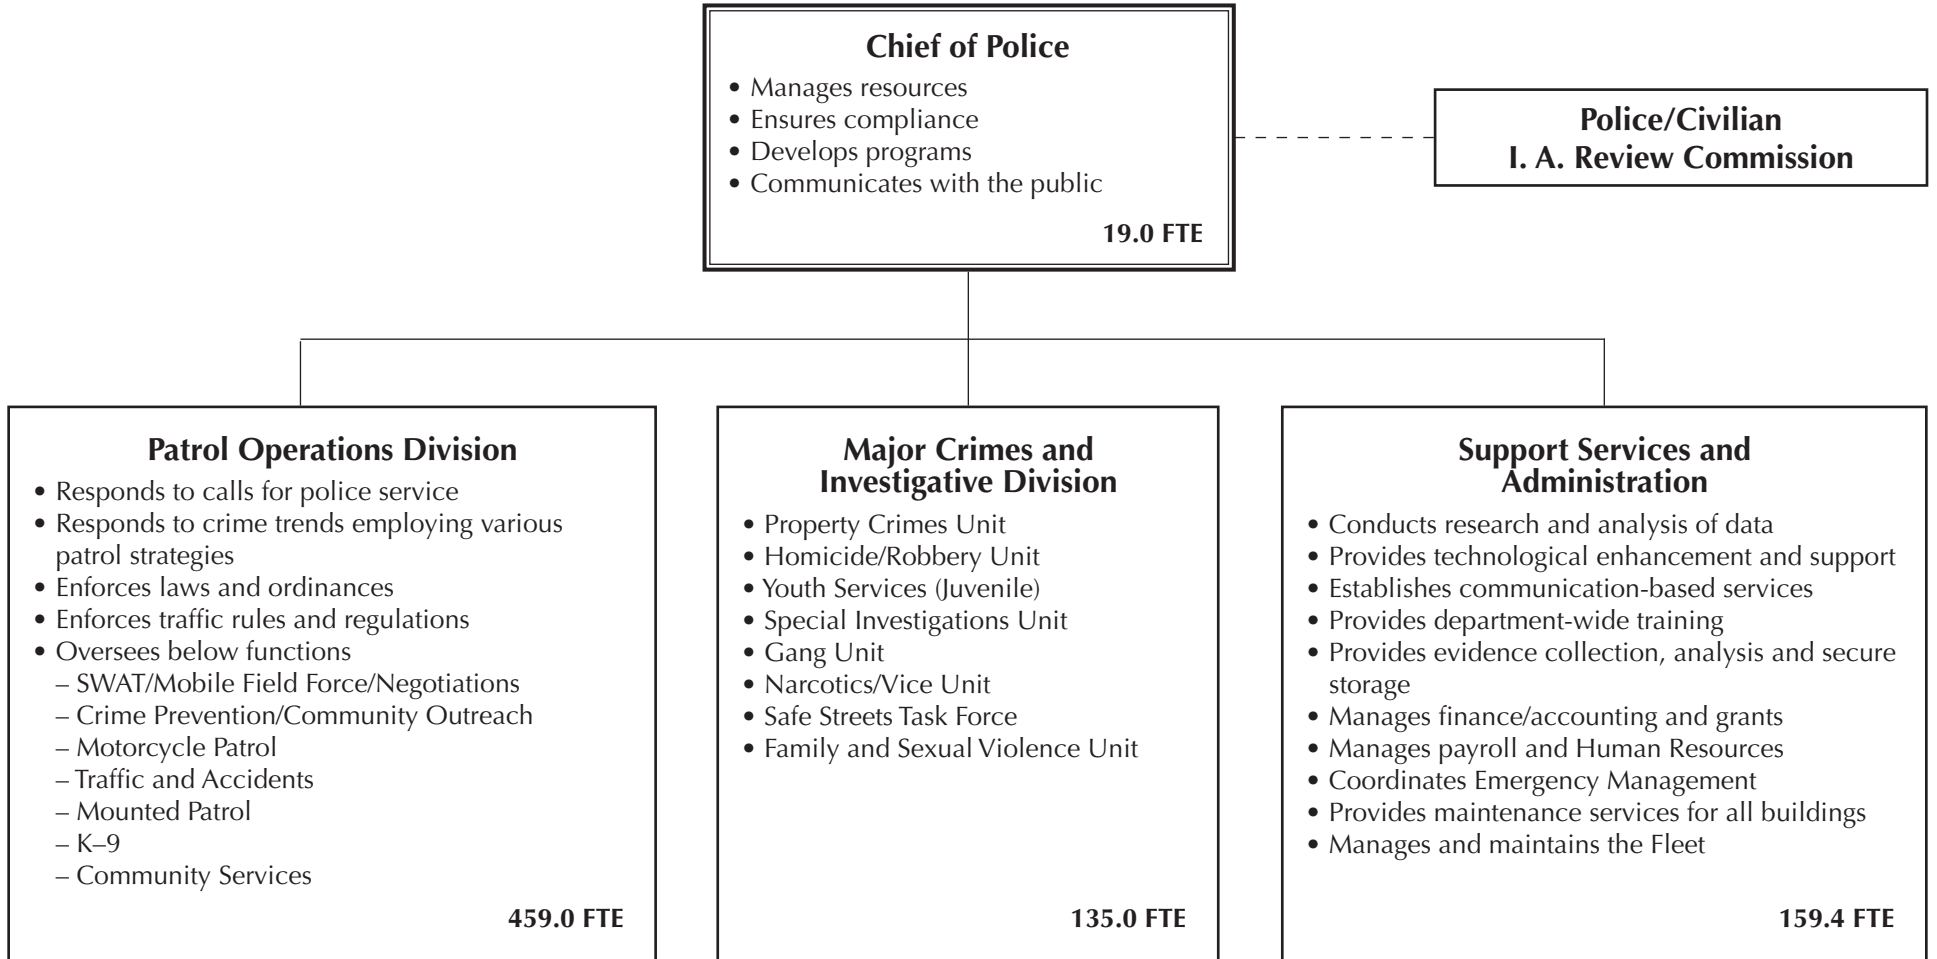 Chief of Police
• Manages resources
• Ensures compliance
• Develops programs
• Communicates with the public
19.0 FTE
Police/Civilian
I. A. Review Commission
Patrol Operations Division
• Responds to calls for police service
• Responds to crime trends employing various
patrol strategies
• Enforces laws and ordinances
• Enforces traffic rules and regulations
• Oversees below functions
– SWAT/Mobile Field Force/Negotiations
– Crime Prevention/Community Outreach
– Motorcycle Patrol
– Traffic and Accidents
– Mounted Patrol
– K–9
– Community Services
459.0 FTE
Major Crimes and
Investigative Division
• Property Crimes Unit
• Homicide/Robbery Unit
• Youth Services (Juvenile)
• Special Investigations Unit
• Gang Unit
• Narcotics/Vice Unit
• Safe Streets Task Force
• Family and Sexual Violence Unit
135.0 FTE
Support Services and
Administration
• Conducts research and analysis of data
• Provides technological enhancement and support
• Establishes communication-based services
• Provides department-wide training
• Provides evidence collection, analysis and secure
storage
• Manages finance/accounting and grants
• Manages payroll and Human Resources
• Coordinates Emergency Management
• Provides maintenance services for all buildings
• Manages and maintains the Fleet
159.4 FTE